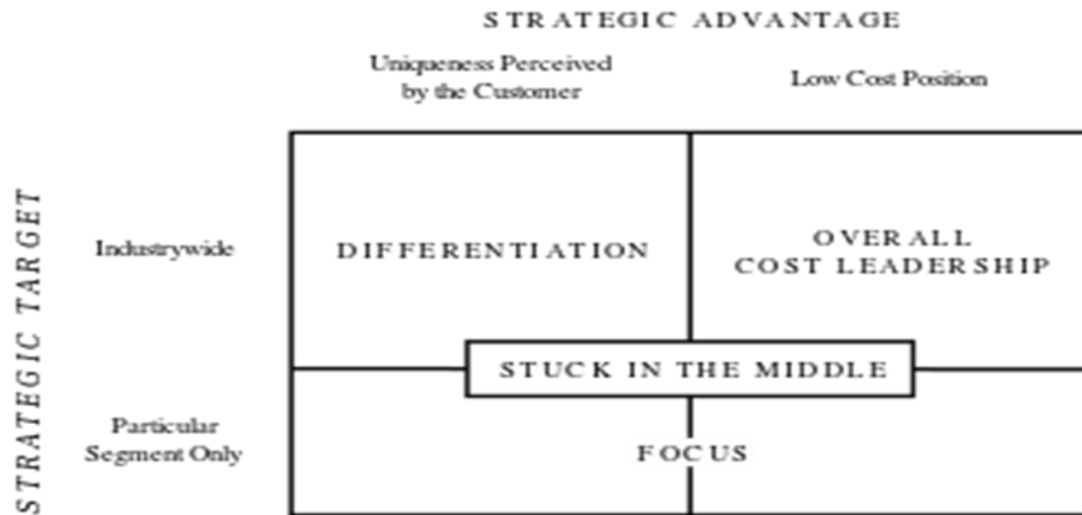 STRATEGIC ADVANTAGE
Uniqueness Perceived
by the Customer
Low Cost Position
STRATEGIC TARGET
Industrywide
DIFFERENTIATION
OVERALL
COST LEADERSHIP
STUCK IN THE MIDDLE
Particular
Segment Only
FOCUS